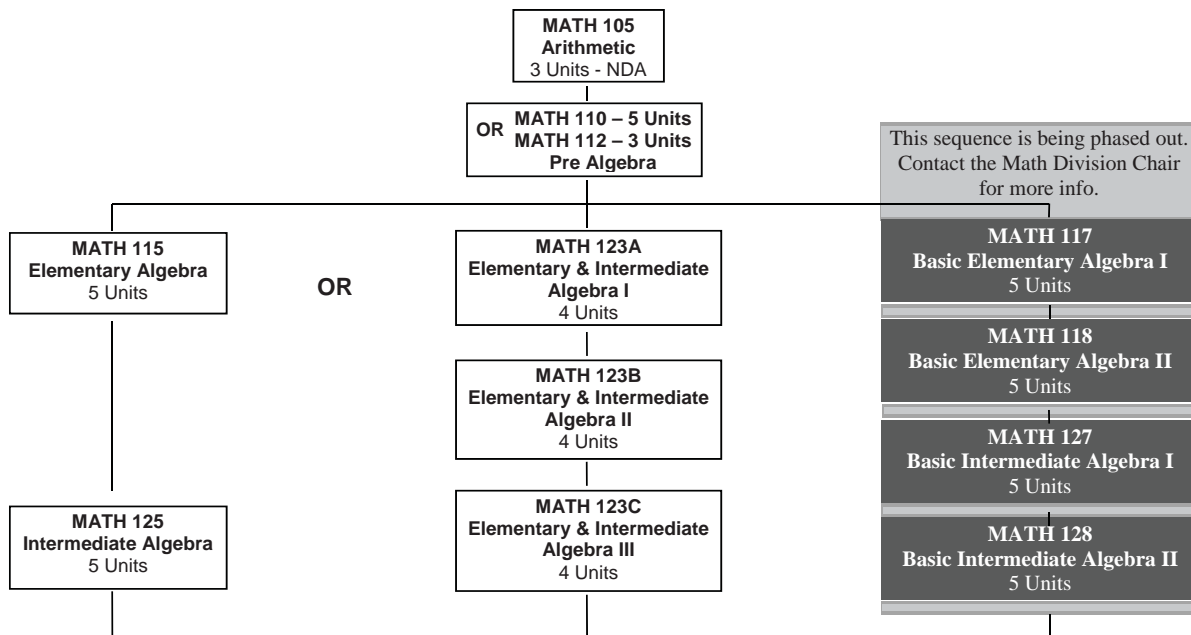 MATH 105
Arithmetic
3 Units - NDA
OR MATH 110 – 5 Units
MATH 112 – 3 Units
Pre Algebra
This sequence is being phased out.
Contact the Math Division Chair
for more info.
MATH 115
Elementary Algebra
5 Units
OR
MATH 123A
Elementary & Intermediate
Algebra I
4 Units
MATH 117
Basic Elementary Algebra I
5 Units
MATH 118
Basic Elementary Algebra II
5 Units
MATH 123B
Elementary & Intermediate
Algebra II
4 Units
MATH 127
Basic Intermediate Algebra I
5 Units
MATH 125
Intermediate Algebra
5 Units
MATH 123C
Elementary & Intermediate
Algebra III
4 Units
MATH 128
Basic Intermediate Algebra II
5 Units